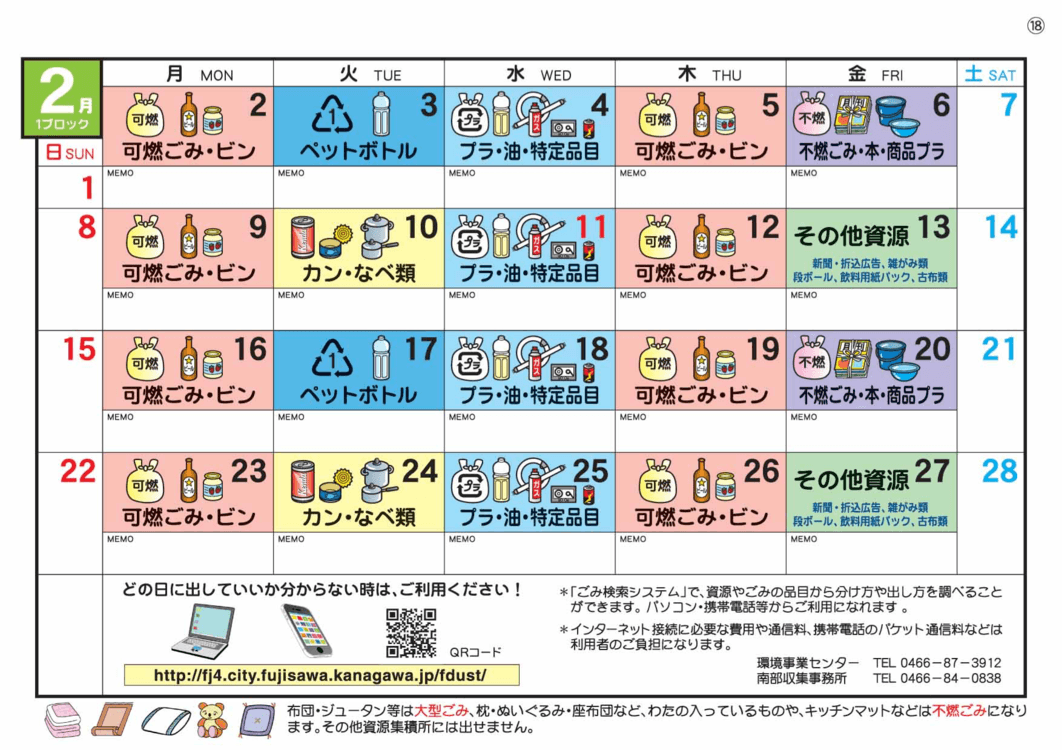 ⑱
2月
1ブロック
月 MON
火 TUE
水 WED
木 THU
金 FRI
土 SAT
日 SUN
1
可燃 2
可燃ごみ・ビン
MEMO
1 3
ペットボトル
MEMO
プラ ガス 4
プラ・油・特定品目
MEMO
可燃 5
可燃ごみ・ビン
MEMO
不燃 月刊 6
不燃ごみ・本・商品プラ
MEMO
7
8
可燃 9
可燃ごみ・ビン
MEMO
10
カン・なべ類
MEMO
プラ ガス 11
プラ・油・特定品目
MEMO
可燃 12
可燃ごみ・ビン
MEMO
その他資源 13
新聞・折込広告、雑がみ類
段ボール、飲料用紙パック、古布類
MEMO
14
15
可燃 16
可燃ごみ・ビン
MEMO
1 17
ペットボトル
MEMO
プラ ガス 18
プラ・油・特定品目
MEMO
可燃 19
可燃ごみ・ビン
MEMO
不燃 月刊 20
不燃ごみ・本・商品プラ
MEMO
21
22
可燃 23
可燃ごみ・ビン
MEMO
24
カン・なべ類
MEMO
プラ ガス 25
プラ・油・特定品目
MEMO
可燃 26
可燃ごみ・ビン
MEMO
その他資源 27
新聞・折込広告、雑がみ類
段ボール、飲料用紙パック、古布類
MEMO
28
どの日に出していいか分からない時は、ご利用ください！
QRコード
http://fj4.city.fujisawa.kanagawa.jp/fdust/
＊「ごみ検索システム」で、資源やごみの品目から分け方や出し方を調べること
ができます。パソコン・携帯電話等からご利用になれます 。
＊インターネット接続に必要な費用や通信料、携帯電話のパケット通信料などは
利用者のご負担になります。
環境事業センター TEL 0466－87－3912
南部収集事務所 TEL 0466－84－0838
布団・ジュータン等は大型ごみ、枕・ぬいぐるみ・座布団など、わたの入っているものや、キッチンマットなどは不燃ごみになり
ます。その他資源集積所には出せません。